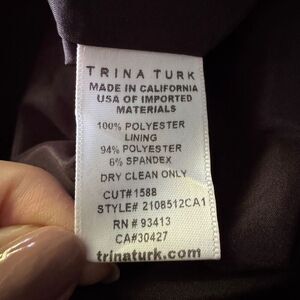 TRINA TURK
MADE IN CALIFORNIA
USA OF IMPORTED
MATERIALS
100% POLYESTER
LINING
94% POLYESTER
6% SPANDEX
DRY CLEAN ONLY
CUT#1588
STYLE# 2108512CA1
RN # 93413
CA#30427
trinaturk.com